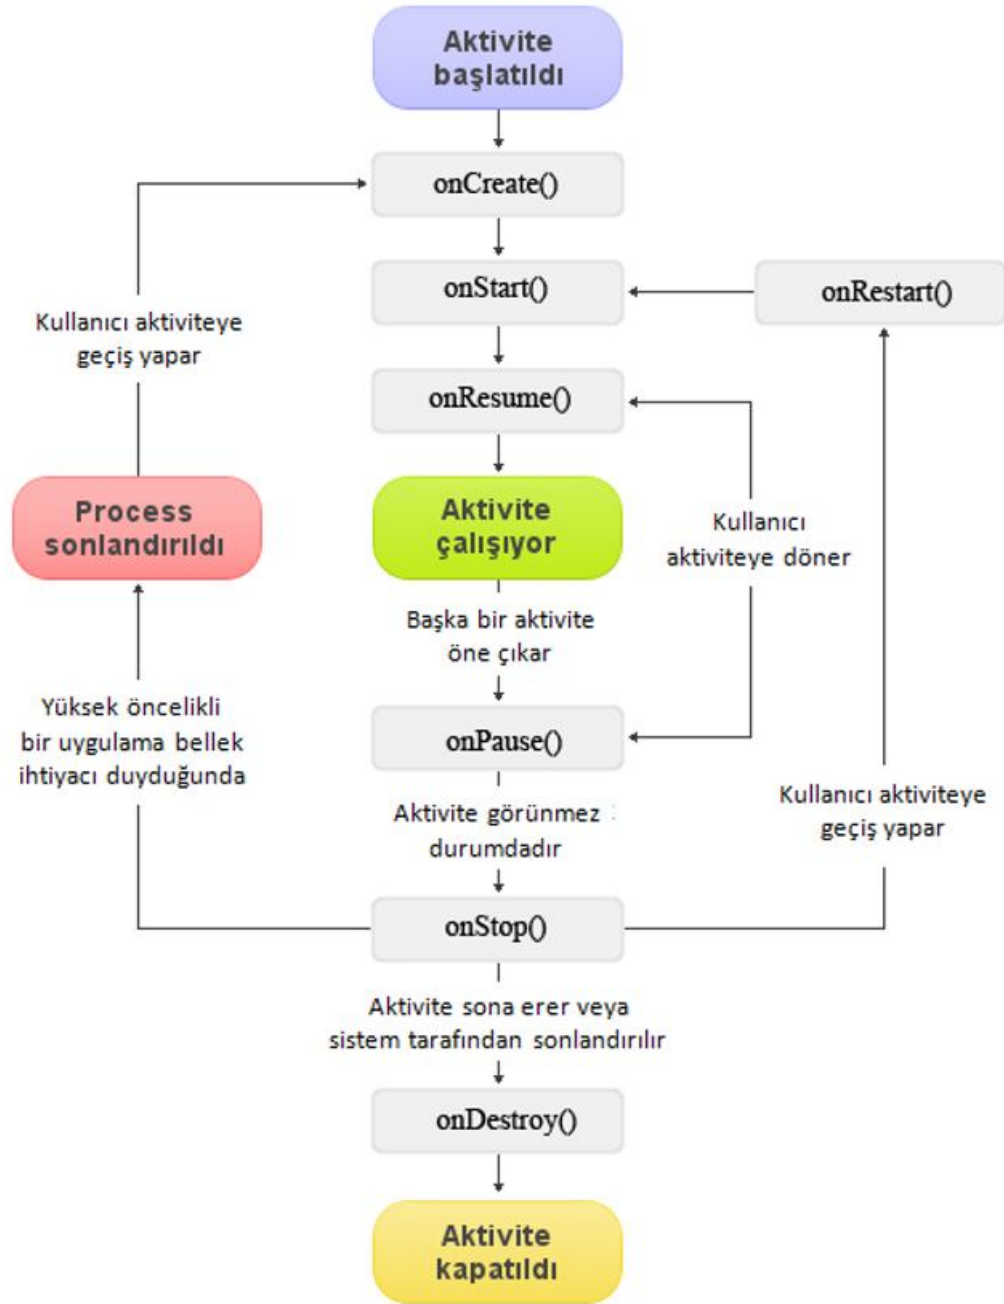 Aktivite
başlatıldı
onCreate()
onStart()
onRestart()
Kullanıcı aktiviteye
geçiş yapar
onResume()
Process
sonlandırıldı
Aktivite
çalışıyor
Kullanıcı
aktiviteye döner
Başka bir aktivite
öne çıkar
Yüksek öncelikli
bir uygulama bellek
ihtiyacı duyduğunda
onPause()
Aktivite görünmez :
durumdadır
Kullanıcı aktiviteye
geçiş yapar
onStop()
Aktivite sona erer veya
sistem tarafından sonlandırılır
onDestroy()
Aktivite
kapatıldı